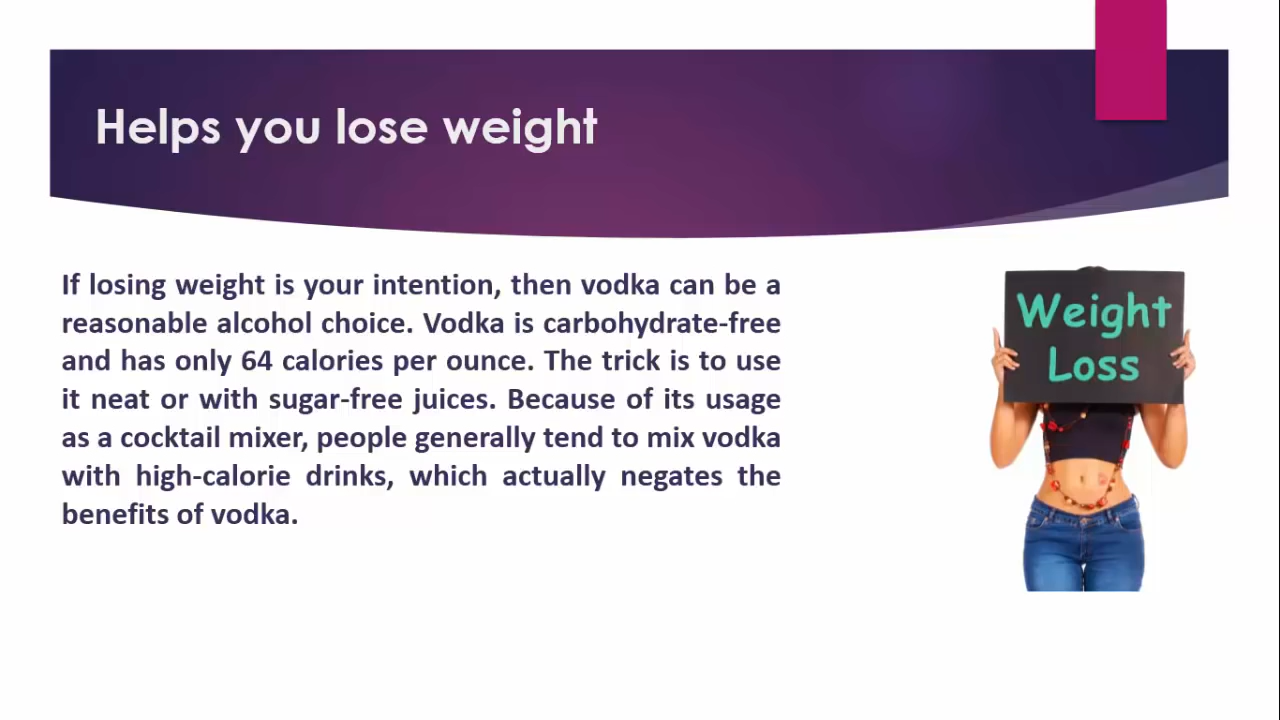 Helps you lose weight
If losing weight is your intention, then vodka can be a
reasonable alcohol choice. Vodka is carbohydrate-free
and has only 64 calories per ounce. The trick is to use
it neat or with sugar-free juices. Because of its usage
as a cocktail mixer, people generally tend to mix vodka
with high-calorie drinks, which actually negates the
benefits of vodka.
Weight
Loss